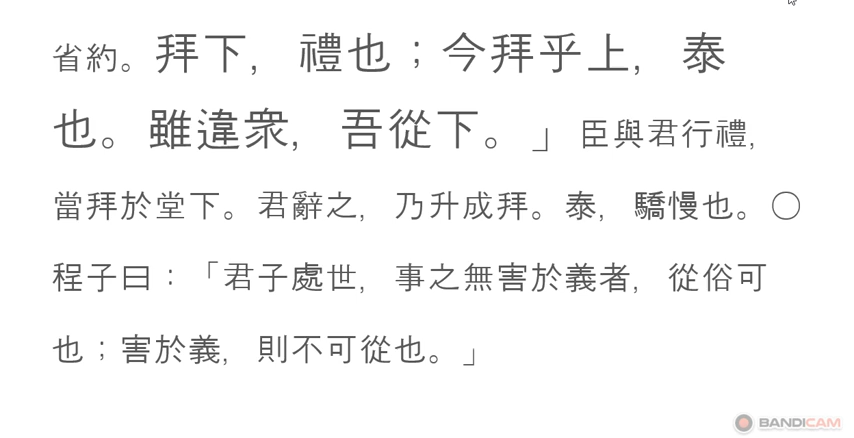 省約。拜下，禮也；今拜乎上，泰
也。雖違衆，吾從下。」臣與君行禮，
當拜於堂下。君辭之，乃升成拜。泰，驕慢也。○
程子曰：「君子處世，事之無害於義者，從俗可
也；害於義，則不可從也。」
BANDICAM